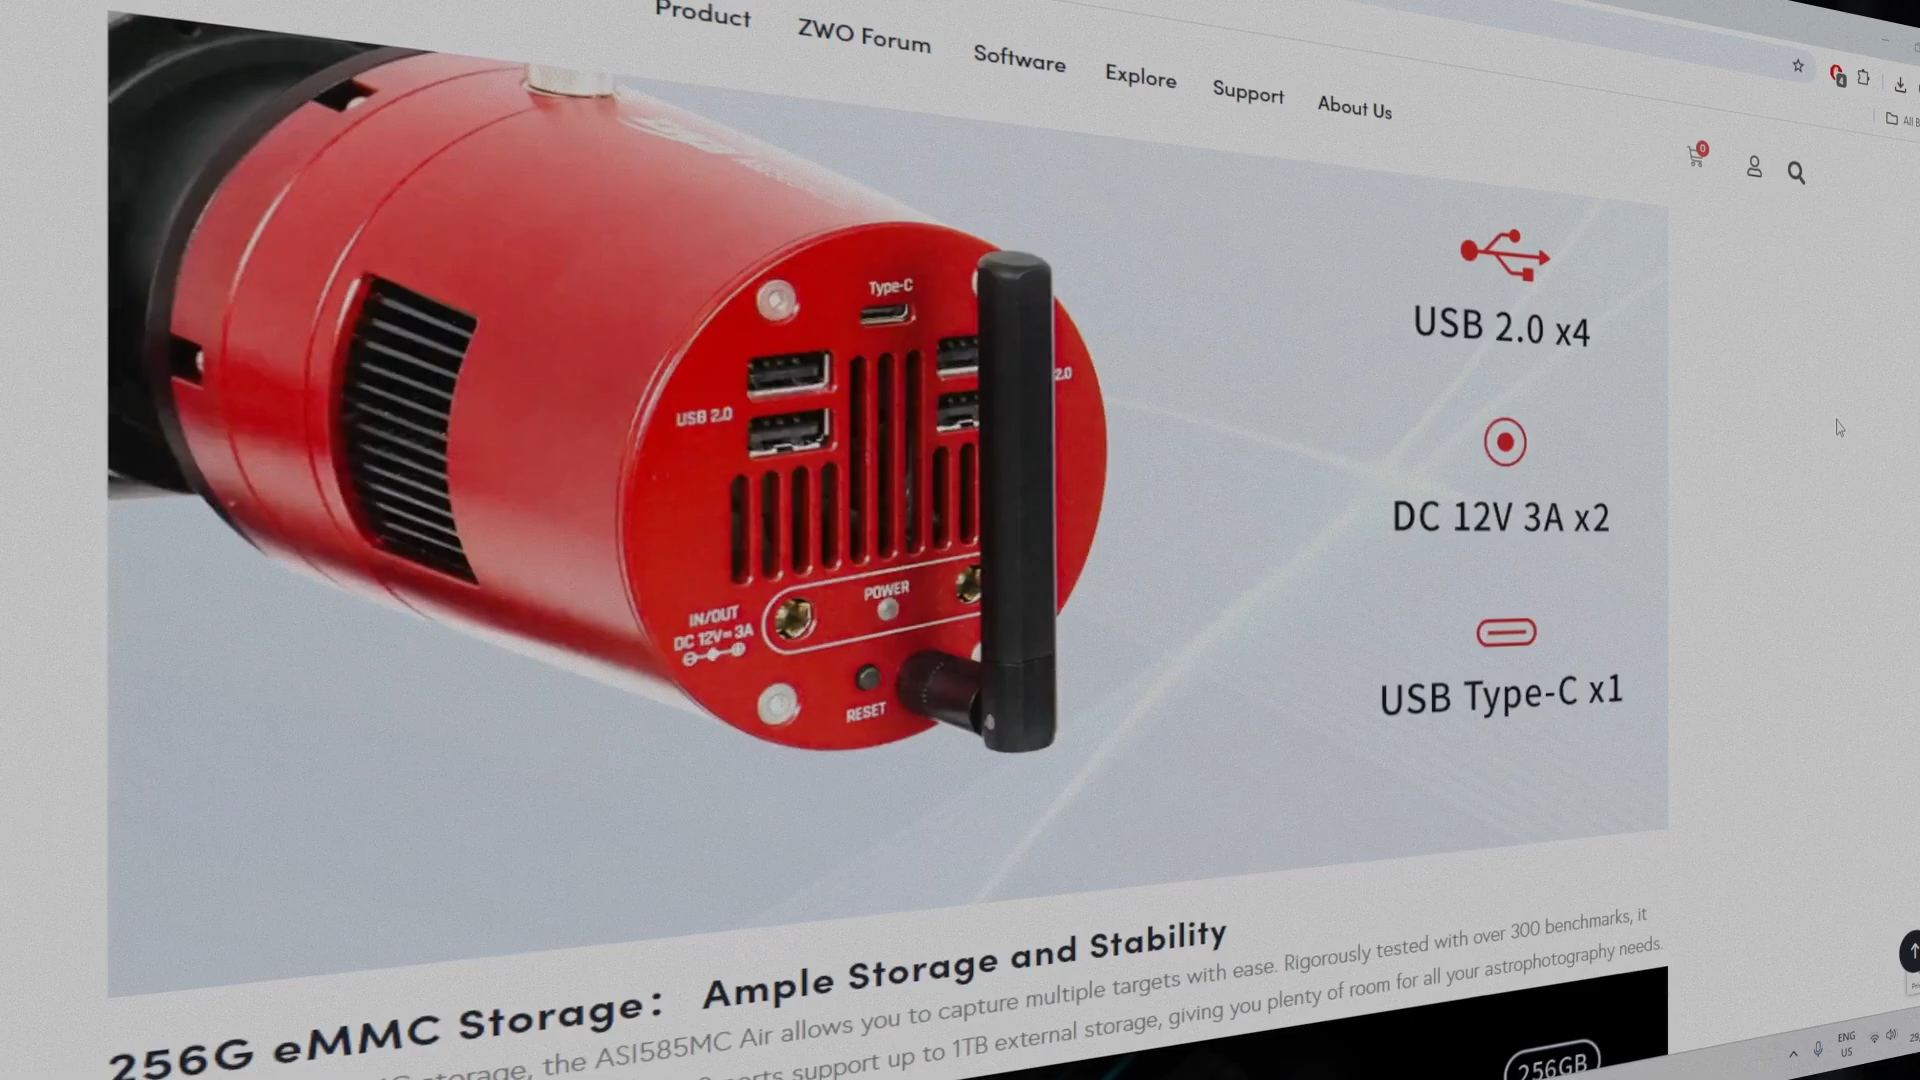 Product
ZWO Forum
Software
Explore
Support
About Us
All B
0
Type-C
USB 2.0
2.0
POWER
IN/OUT
DC 12V⎓3A
RESET
USB 2.0 x4
DC 12V 3A x2
USB Type-C x1
256G eMMC Storage: Ample Storage and Stability
storage, the ASI585MC Air allows you to capture multiple targets with ease. Rigorously tested with over 300 benchmarks, it
support up to 1TB external storage, giving you plenty of room for all your astrophotography needs.
256GB
ENG
US
29